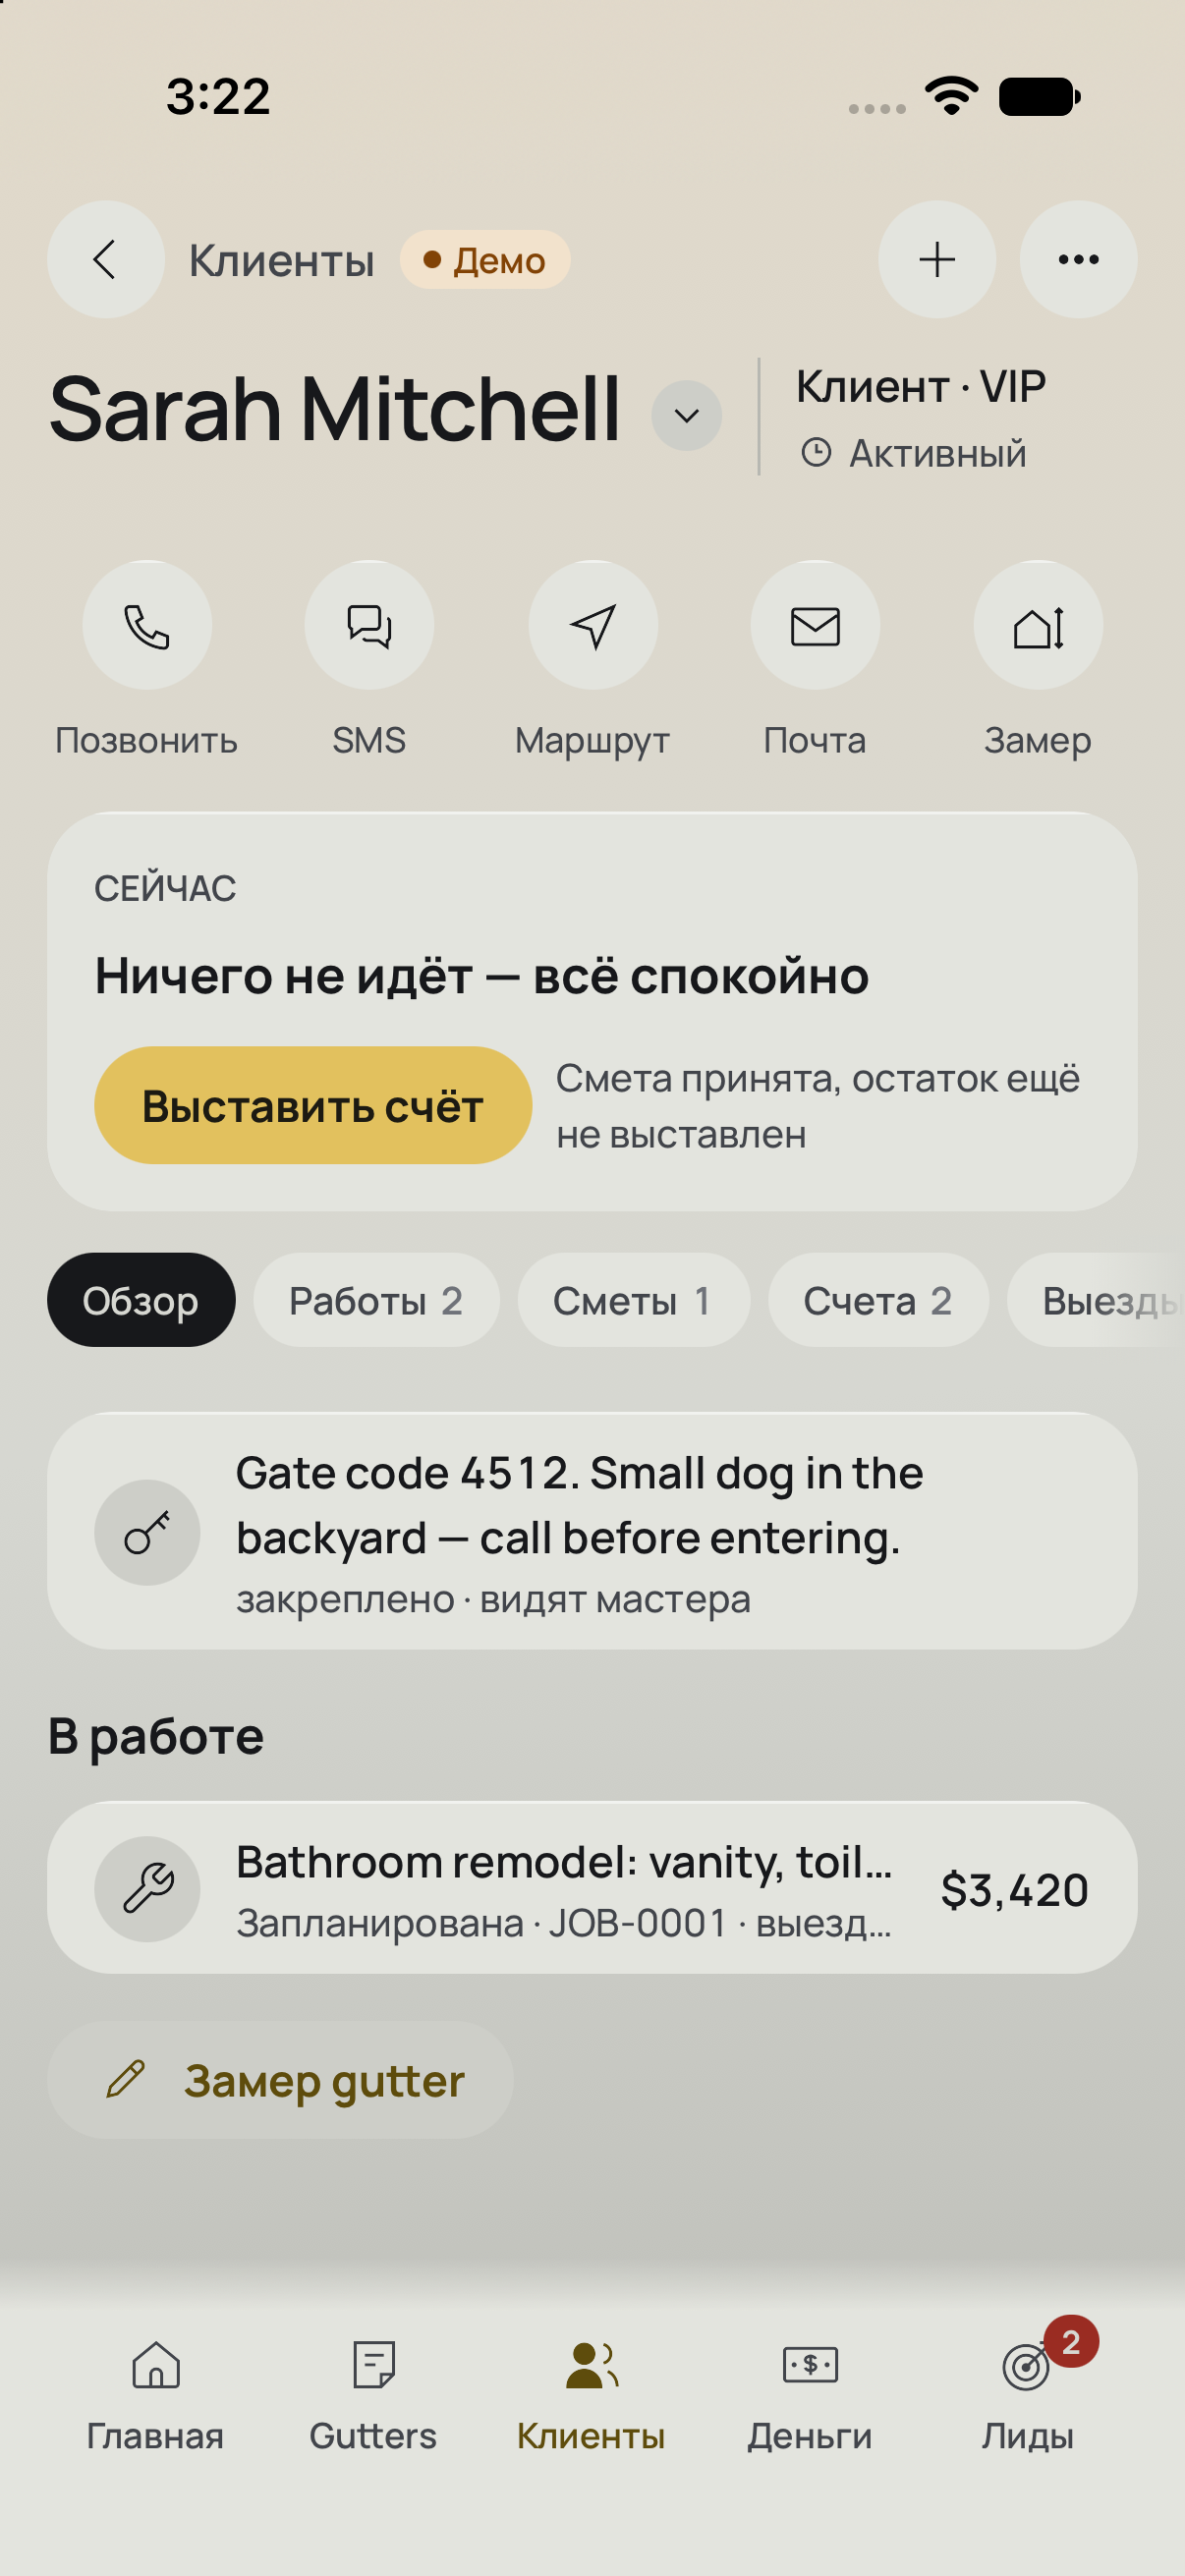 3:22
Клиенты
Демо
Sarah Mitchell
Клиент · VIP
Активный
Позвонить
SMS
Маршрут
Почта
Замер
СЕЙЧАС
Ничего не идёт — всё спокойно
Выставить счёт
Смета принята, остаток ещё
не выставлен
Обзор
Работы 2
Сметы 1
Счета 2
Выезды
Gate code 4512. Small dog in the
backyard — call before entering.
закреплено · видят мастера
В работе
Bathroom remodel: vanity, toil...
$3,420
Запланирована · JOB-0001 · выезд...
Замер gutter
2
Главная
Gutters
Клиенты
Деньги
Лиды